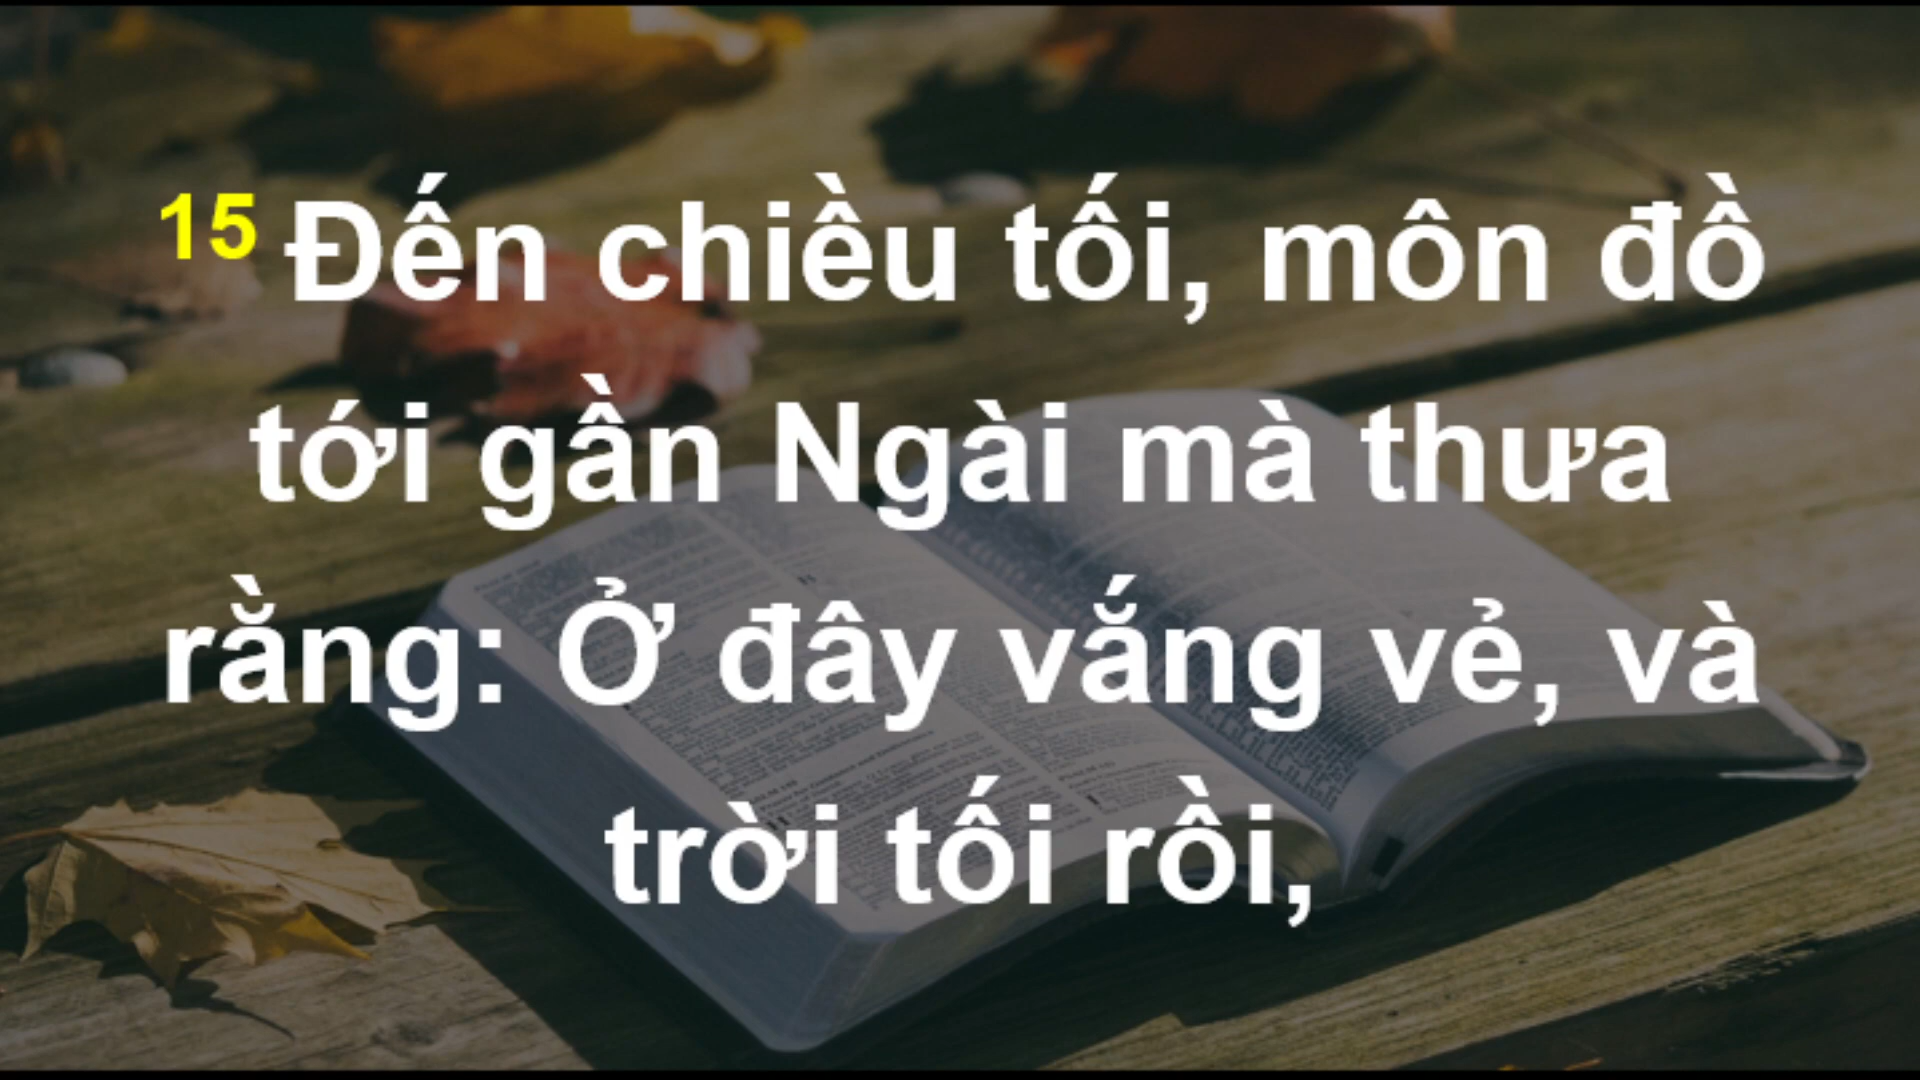 15 Đến chiều tối, môn đồ
tới gần Ngài mà thưa
rằng: Ở đây vắng vẻ, và
trời tối rồi,